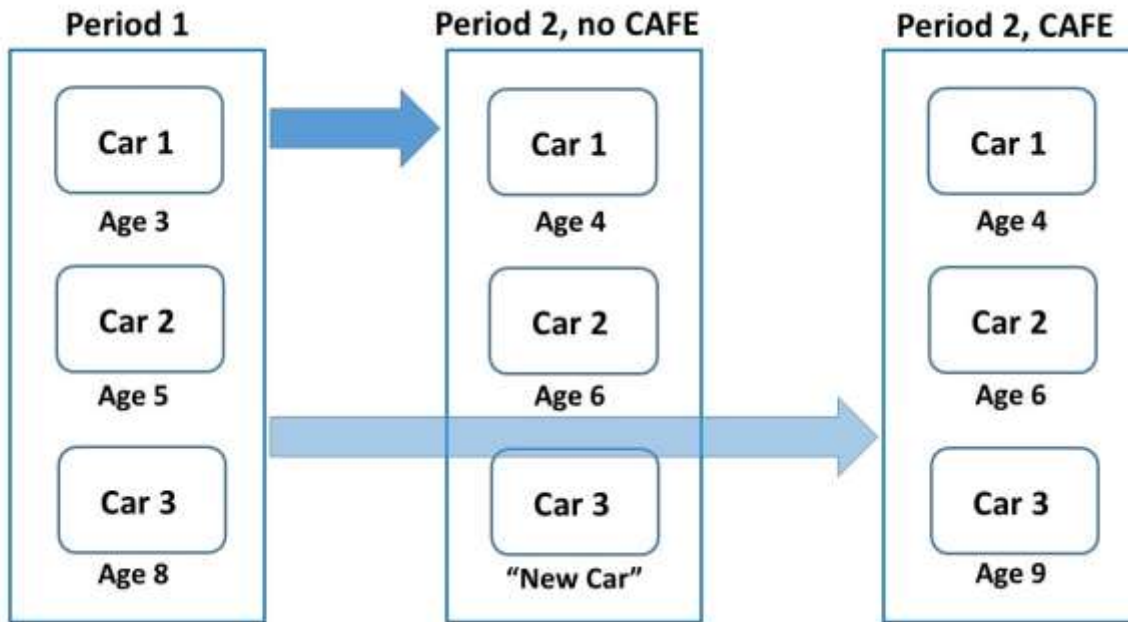 Period 1
Car 1
Age 3
Car 2
Age 5
Car 3
Age 8
Period 2, no CAFE
Car 1
Age 4
Car 2
Age 6
Car 3
“New Car”
Period 2, CAFE
Car 1
Age 4
Car 2
Age 6
Car 3
Age 9